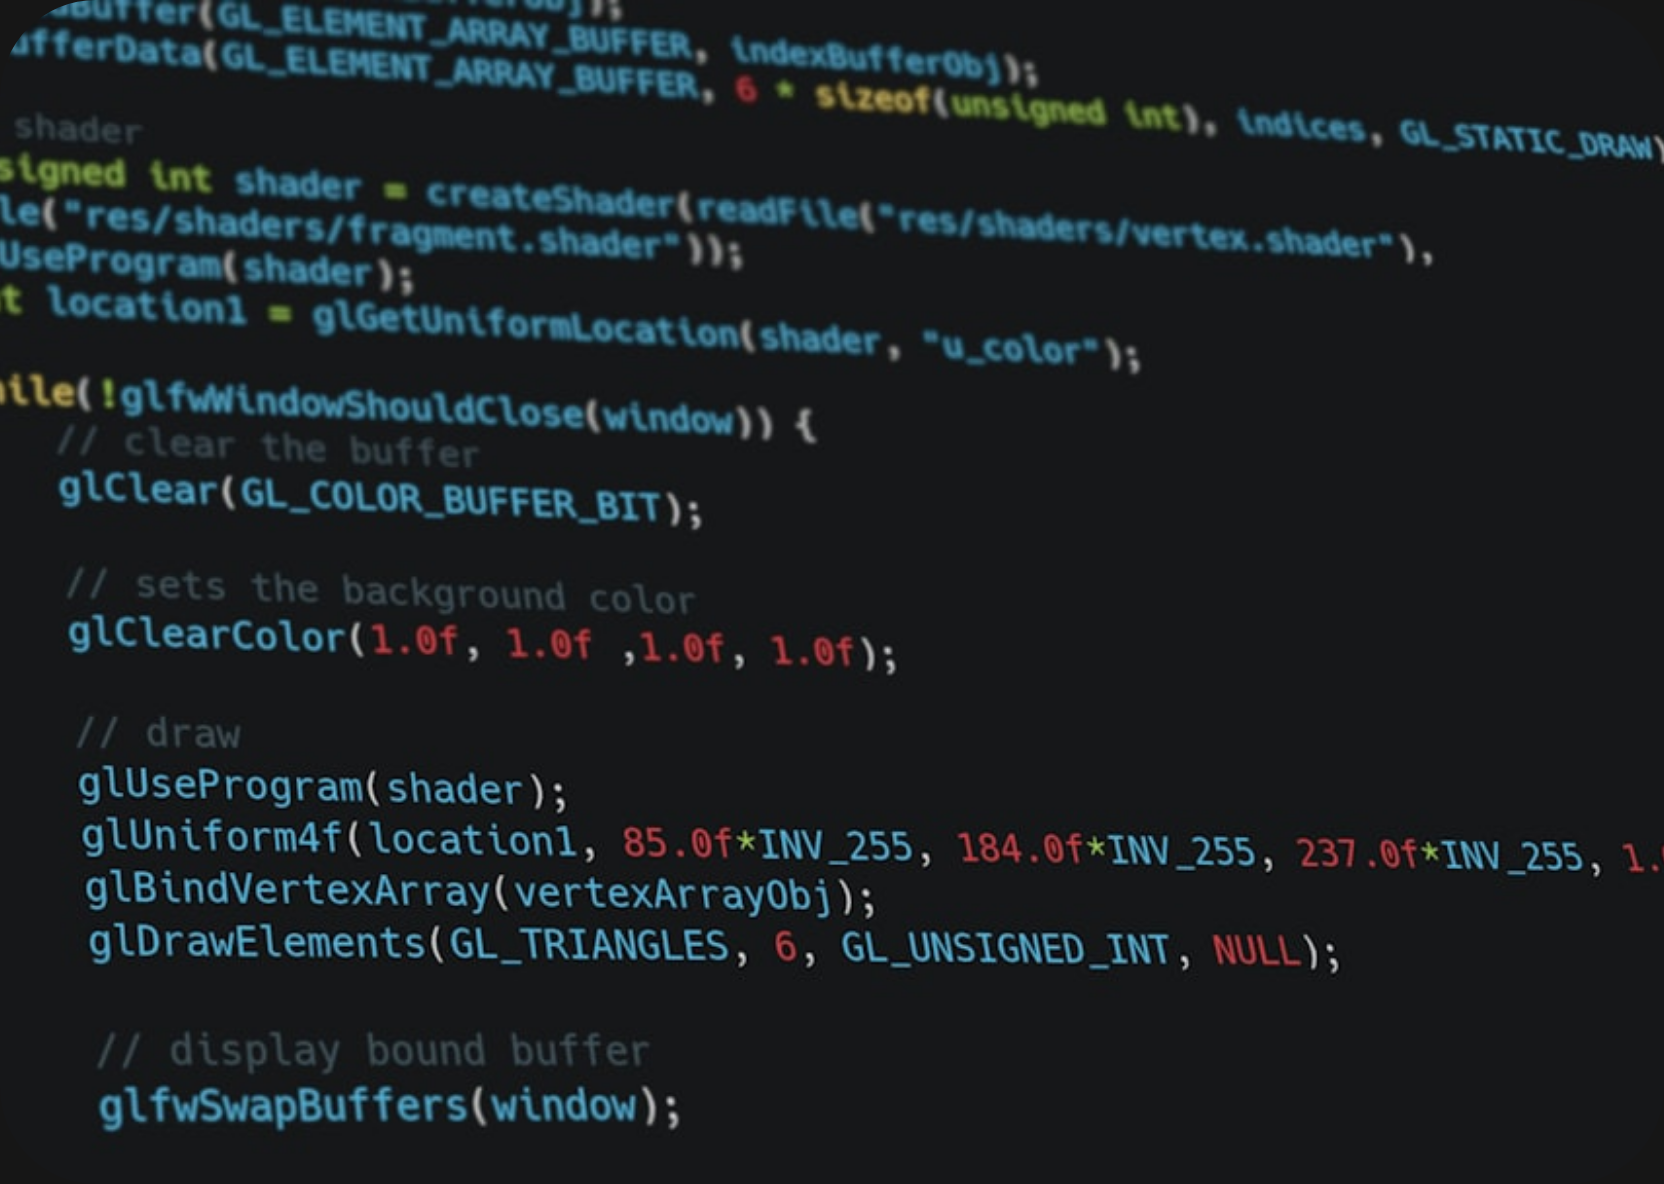 Buffer(GL_ELEMENT_ARRAY_BUFFER, indexBufferObj);
ufferData(GL_ELEMENT_ARRAY_BUFFER, 6 * sizeof(unsigned int), indices, GL_STATIC_DRAW)
shader
signed int shader = createShader(readFile("res/shaders/vertex.shader"),
le("res/shaders/fragment.shader"));
UseProgram(shader);
t location1 = glGetUniformLocation(shader, "u_color");
ile(!glfwWindowShouldClose(window)) {
// clear the buffer
glClear(GL_COLOR_BUFFER_BIT);
// sets the background color
glClearColor(1.0f, 1.0f ,1.0f, 1.0f);
// draw
glUseProgram(shader);
glUniform4f(location1, 85.0f*INV_255, 184.0f*INV_255, 237.0f*INV_255, 1.
glBindVertexArray(vertexArrayObj);
glDrawElements(GL_TRIANGLES, 6, GL_UNSIGNED_INT, NULL);
// display bound buffer
glfwSwapBuffers(window);